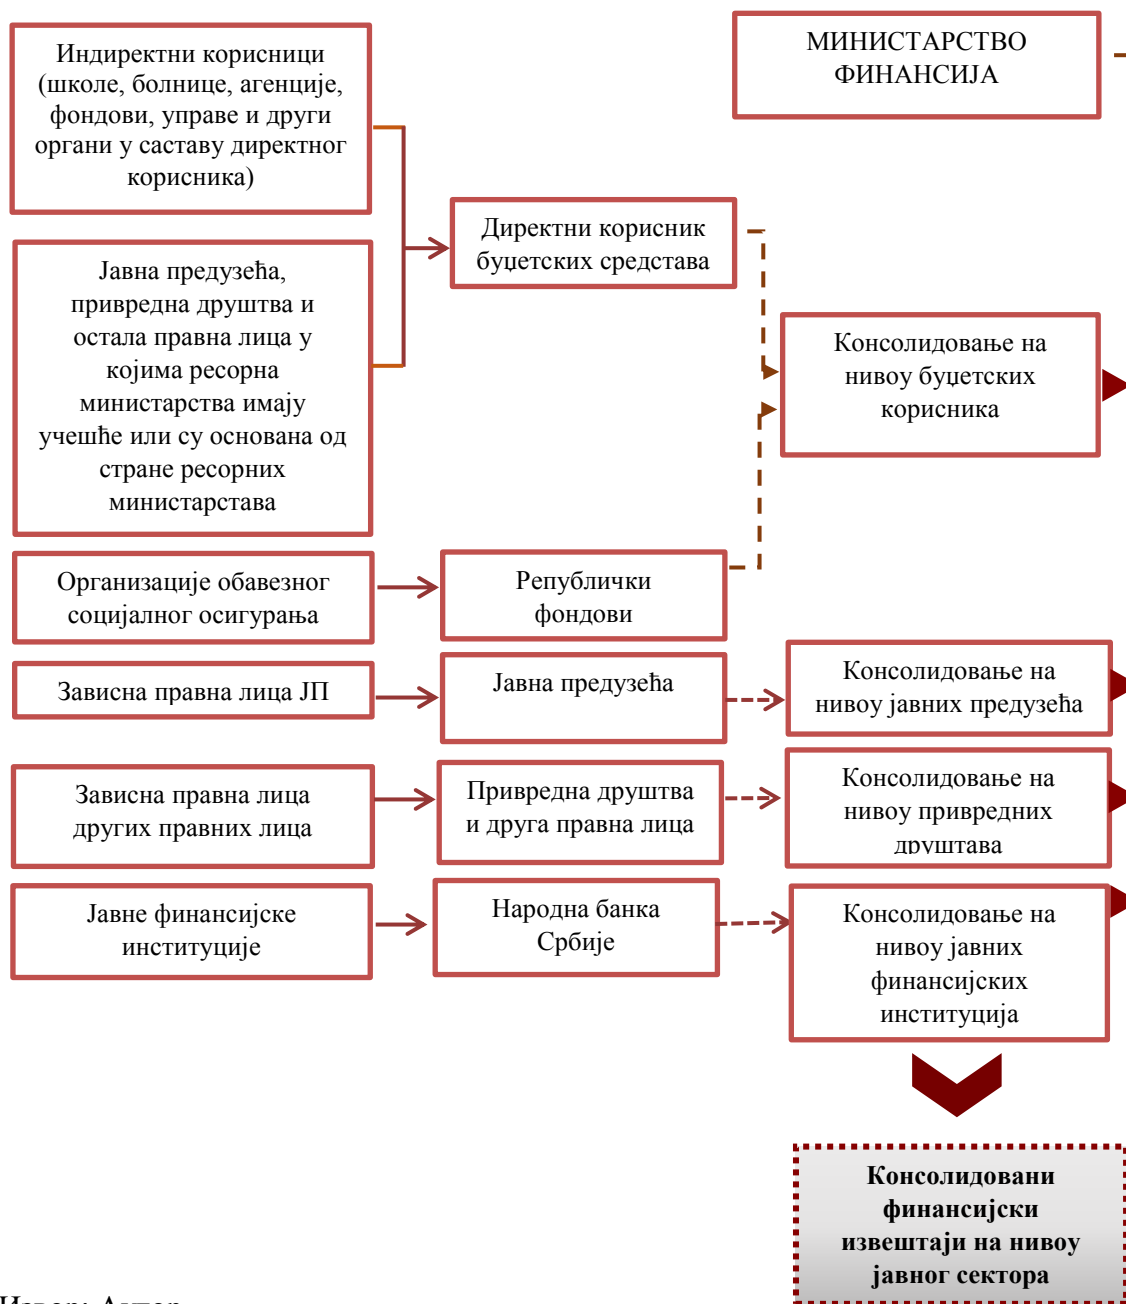 Индиректни корисници
(школе, болнице, агенције,
фондови, управе и други
органи у саставу директног
корисника)
МИНИСТАРСТВО
ФИНАНСИЈА
Јавна предузећа,
привредна друштва и
остала правна лица у
којима ресорна
министарства имају
учешће или су основана од
стране ресорних
министарстава
Директни корисник
буџетских средстава
Консолидовање на
нивоу буџетских
корисника
Организације обавезног
социјалног осигурања
Републички
фондови
Зависна правна лица ЈП
Јавна предузећа
Консолидовање на
нивоу јавних предузећа
Зависна правна лица
других правних лица
Привредна друштва
и друга правна лица
Консолидовање на
нивоу привредних
друштава
Јавне финансијске
институције
Народна банка
Србије
Консолидовање на
нивоу јавних
финансијских
институција
Консолидовани
финансијски
извештаји на нивоу
јавног сектора